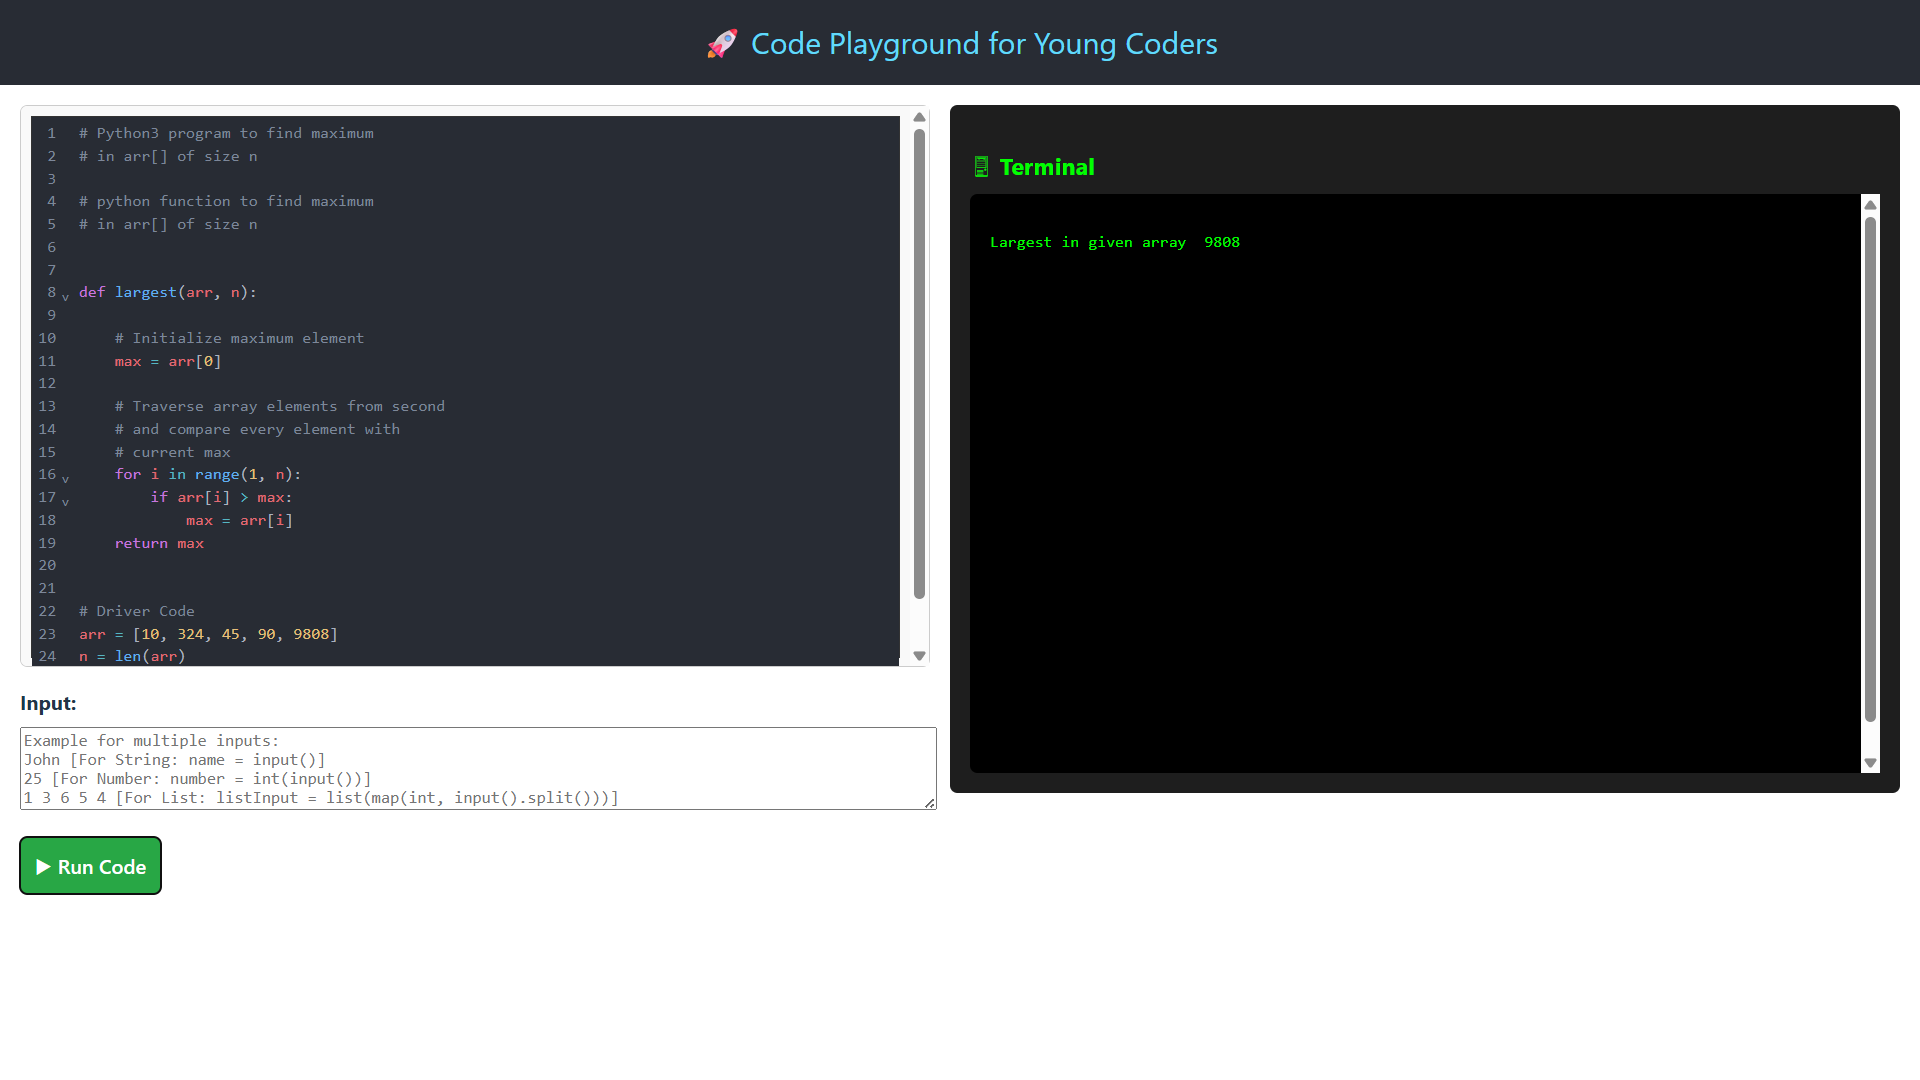 🚀 Code Playground for Young Coders
1 # Python3 program to find maximum
2 # in arr[] of size n
3
4 # python function to find maximum
5 # in arr[] of size n
6
7
8 def largest(arr, n):
9
10     # Initialize maximum element
11     max = arr[0]
12
13     # Traverse array elements from second
14     # and compare every element with
15     # current max
16     for i in range(1, n):
17         if arr[i] > max:
18             max = arr[i]
19     return max
20
21
22 # Driver Code
23 arr = [10, 324, 45, 90, 9808]
24 n = len(arr)
Input:
Example for multiple inputs:
John [For String: name = input()]
25 [For Number: number = int(input())]
1 3 6 5 4 [For List: listInput = list(map(int, input().split()))]
▶ Run Code
Terminal
Largest in given array  9808